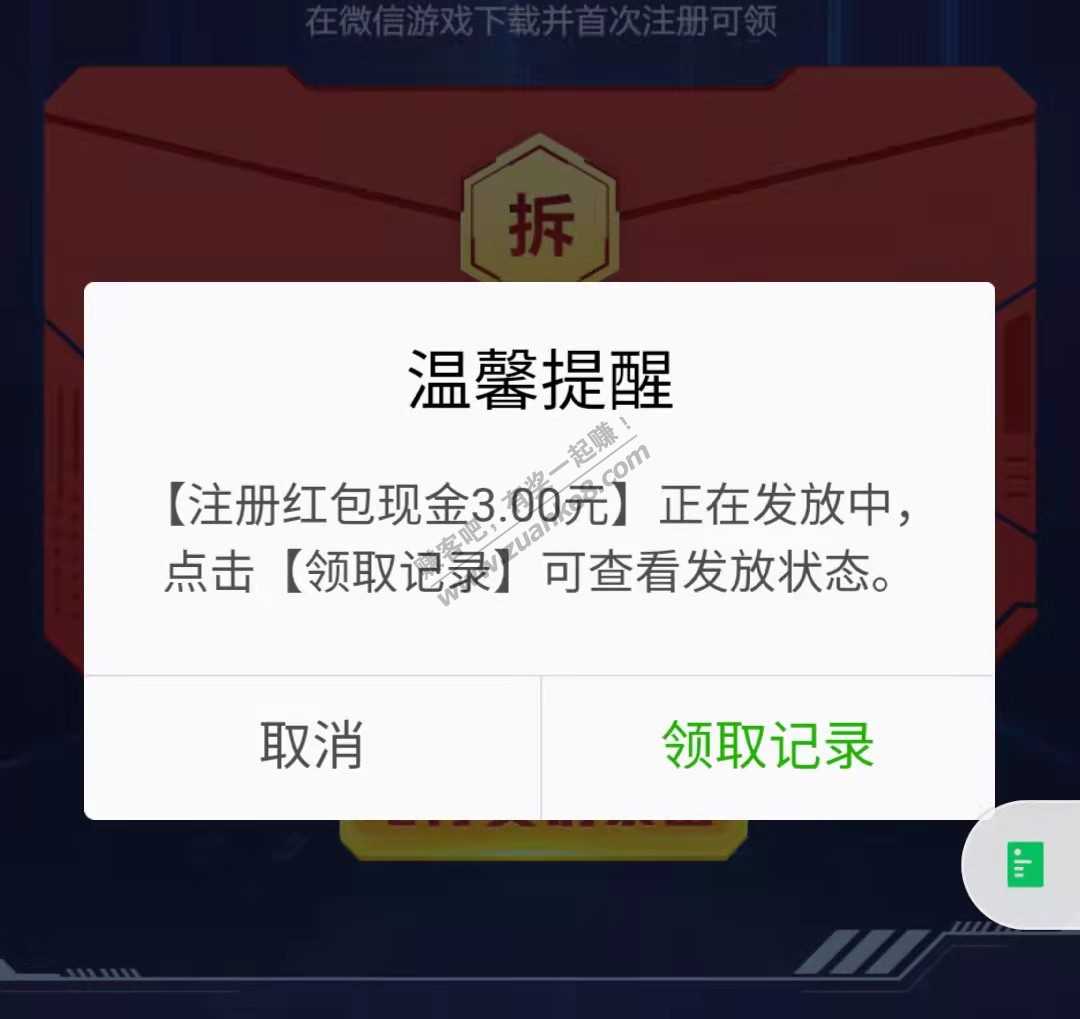 在微信游戏下载并首次注册可领
拆
温馨提醒
【注册红包现金3.00元】正在发放中，
点击【领取记录】可查看发放状态。
赚客吧，有奖一起赚！
www.zuanke8.com
取消
领取记录